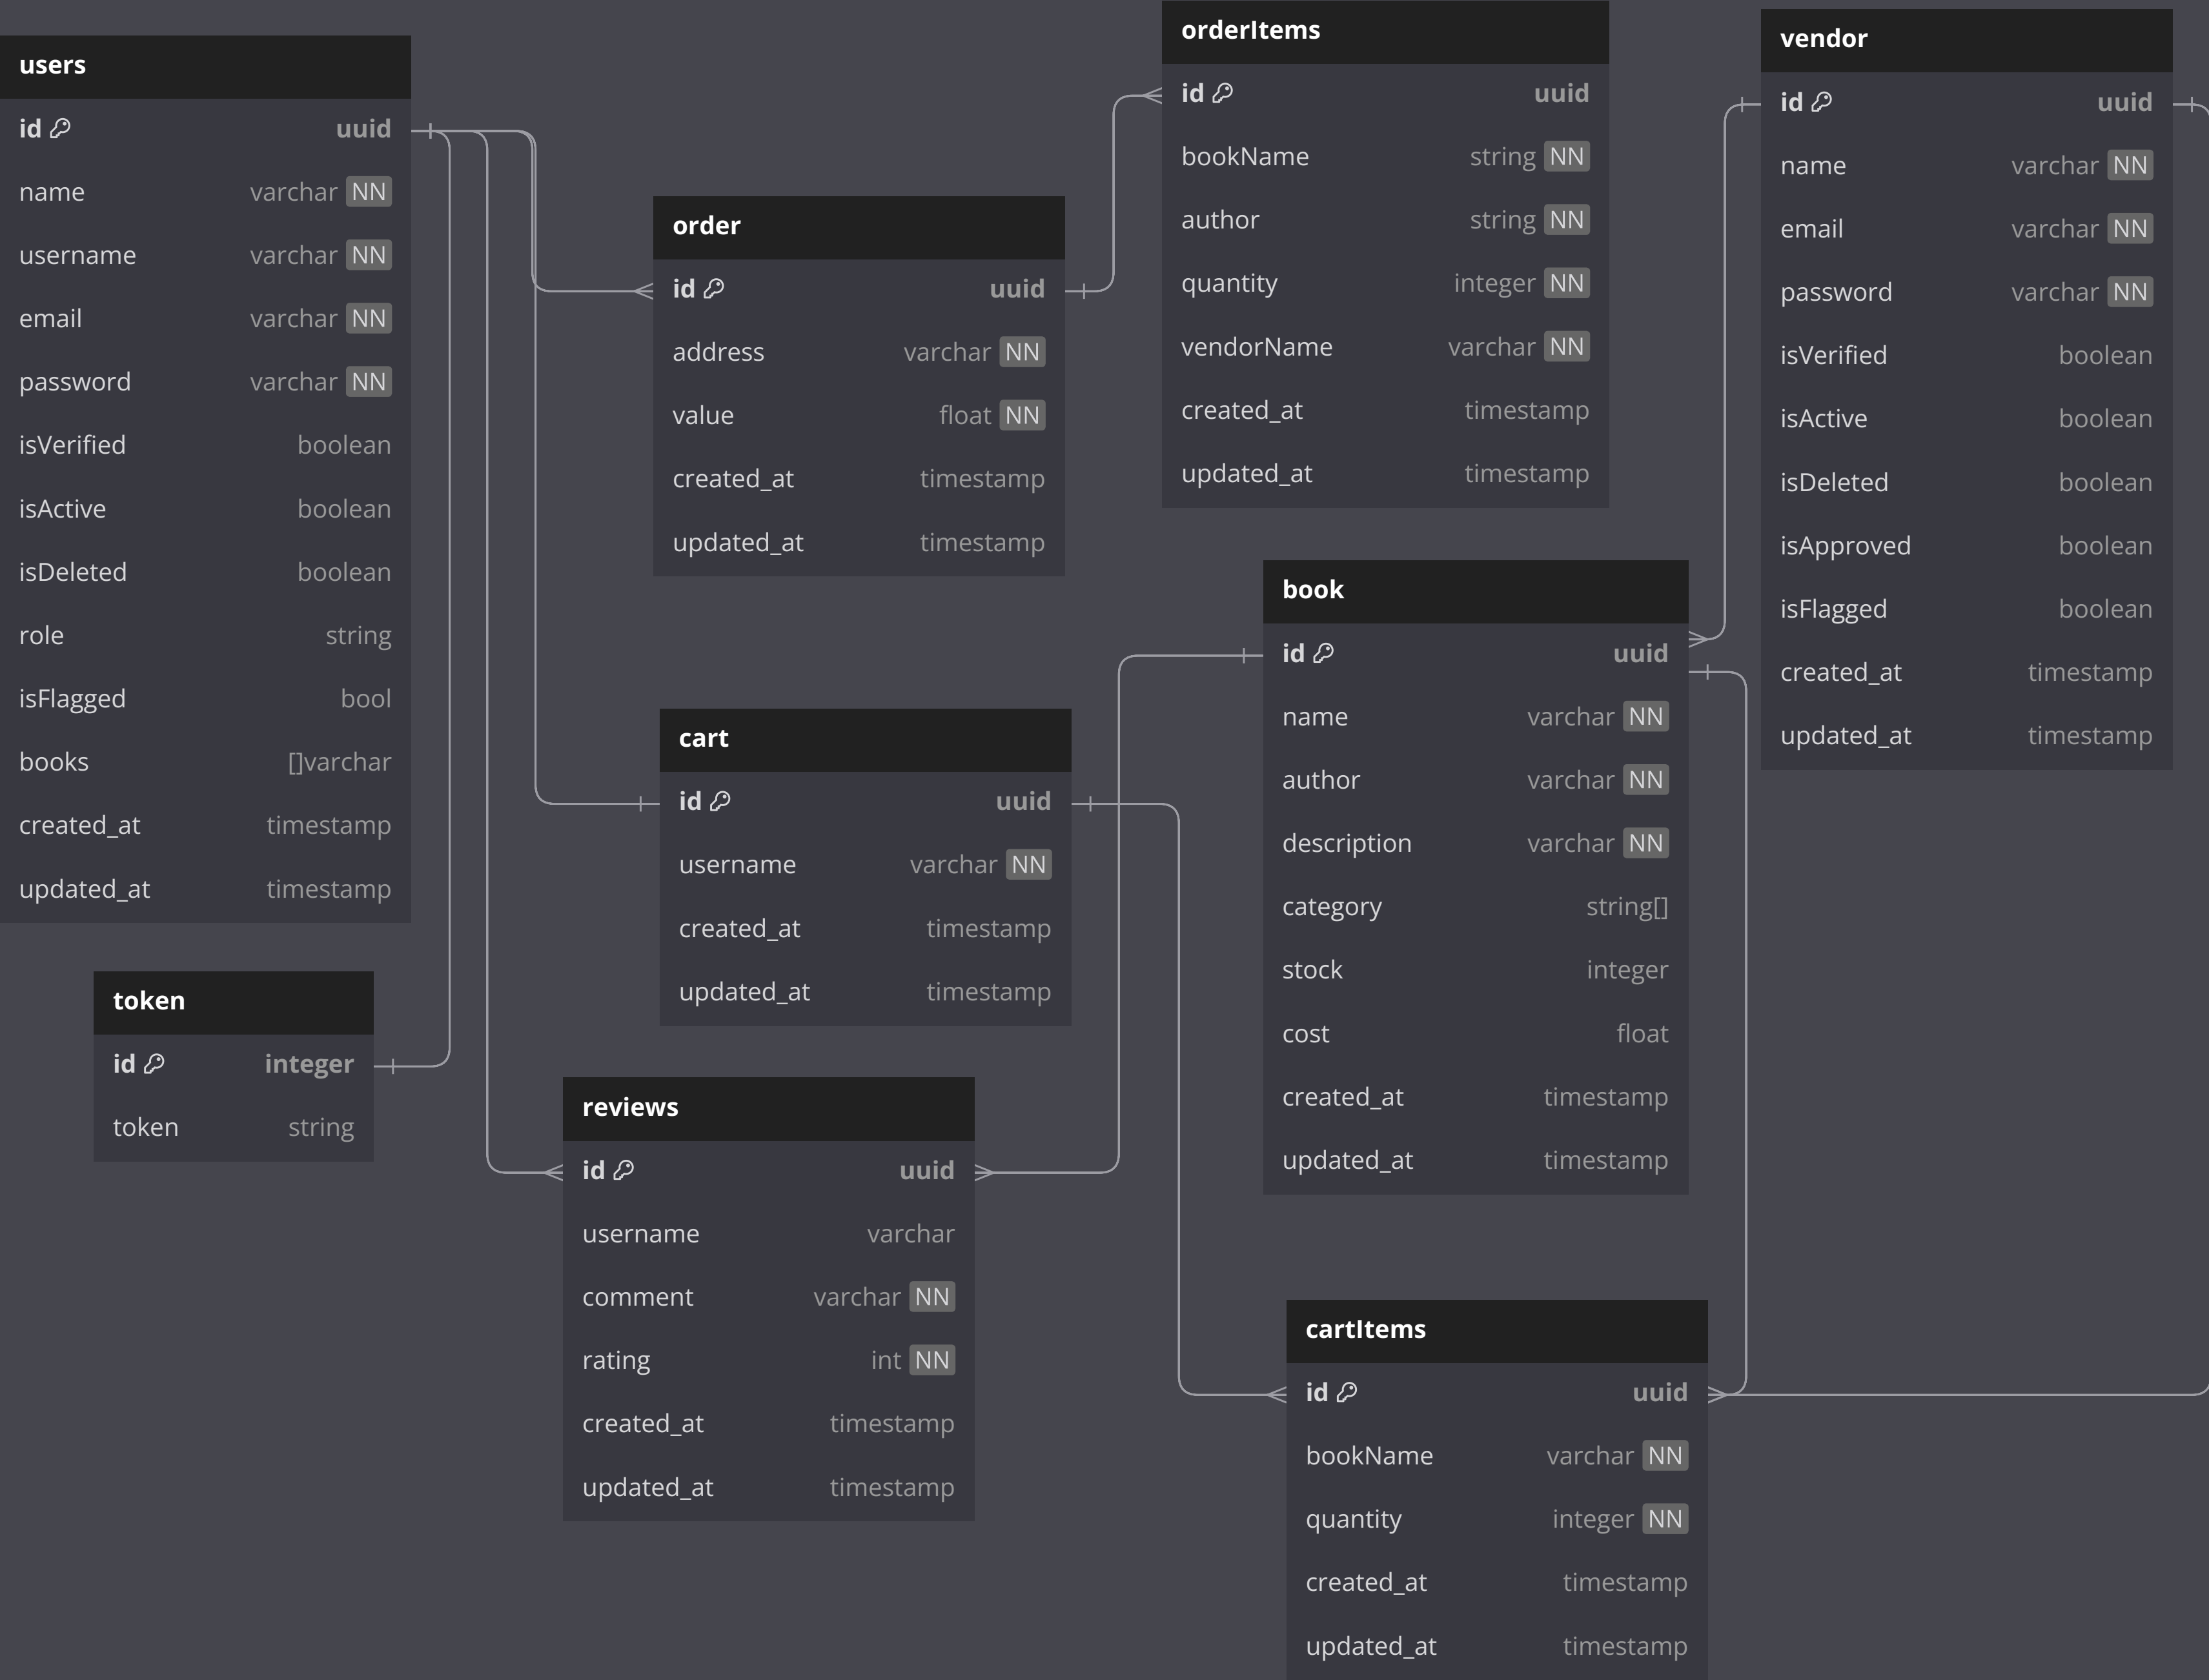 users
id uuid
name varchar NN
username varchar NN
email varchar NN
password varchar NN
isVerified boolean
isActive boolean
isDeleted boolean
role string
isFlagged bool
books []varchar
created_at timestamp
updated_at timestamp
token
id integer
token string
order
id uuid
address varchar NN
value float NN
created_at timestamp
updated_at timestamp
cart
id uuid
username varchar NN
created_at timestamp
updated_at timestamp
reviews
id uuid
username varchar
comment varchar NN
rating int NN
created_at timestamp
updated_at timestamp
orderItems
id uuid
bookName string NN
author string NN
quantity integer NN
vendorName varchar NN
created_at timestamp
updated_at timestamp
book
id uuid
name varchar NN
author varchar NN
description varchar NN
category string[]
stock integer
cost float
created_at timestamp
updated_at timestamp
cartItems
id uuid
bookName varchar NN
quantity integer NN
created_at timestamp
updated_at timestamp
vendor
id uuid
name varchar NN
email varchar NN
password varchar NN
isVerified boolean
isActive boolean
isDeleted boolean
isApproved boolean
isFlagged boolean
created_at timestamp
updated_at timestamp